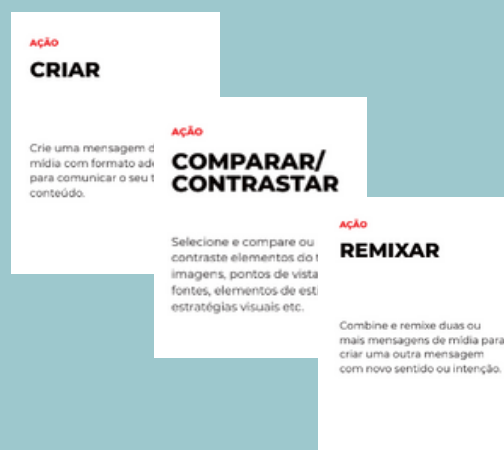 AÇÃO
CRIAR
Crie uma mensagem d
mídia com formato ade
para comunicar o seu t
conteúdo.
AÇÃO
COMPARAR/
CONTRASTAR
Selecione e compare ou
contraste elementos do t
imagens, pontos de vista
fontes, elementos de esti
estratégias visuais etc.
AÇÃO
REMIXAR
Combine e remixe duas ou
mais mensagens de mídia para
criar uma outra mensagem
com novo sentido ou intenção.